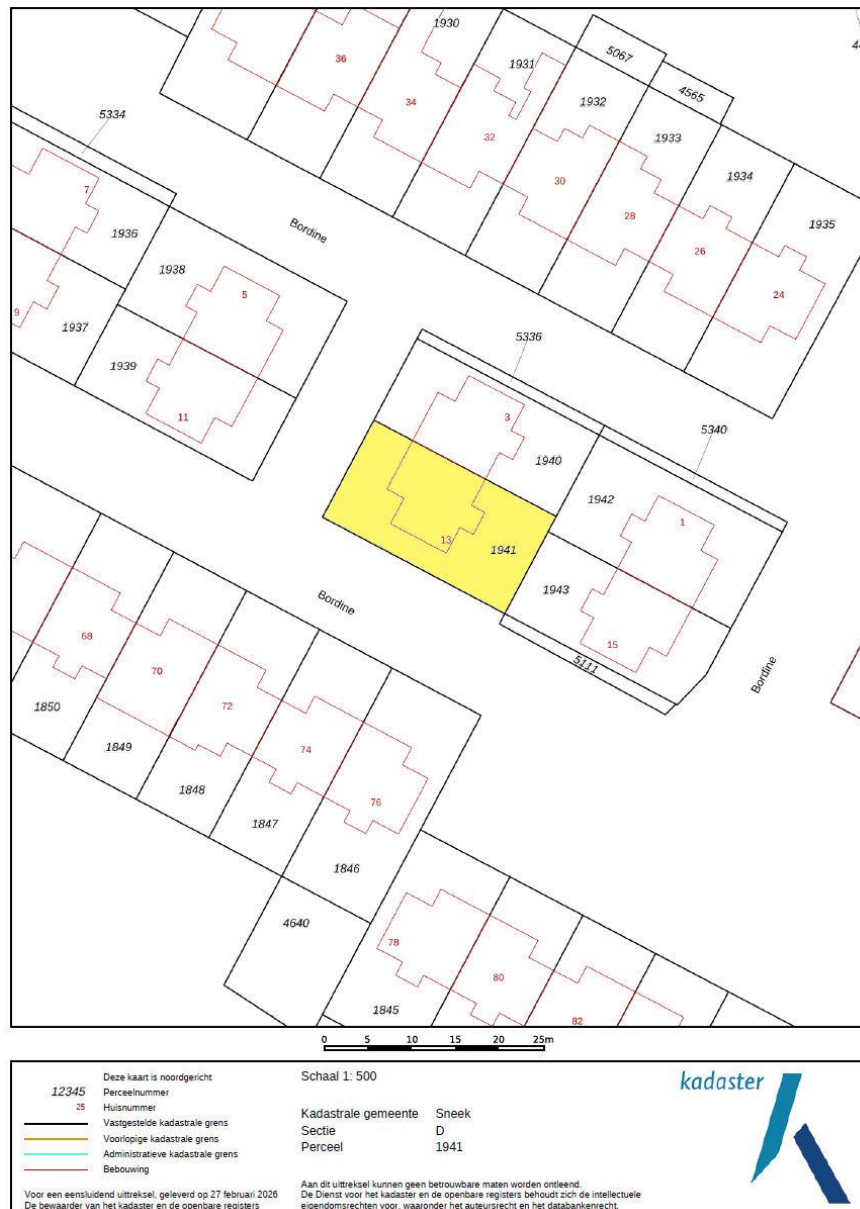 1930
36
1931
5067
44
34
4565
1932
5334
32
1933
7
30
1934
1936
Bordine
28
1935
1938
26
5
24
9
1937
5336
1939
11
3
5340
1940
1942
1
13
1941
1943
Bordine
68
15
5111
70
Bordine
1850
72
1849
74
1848
76
1847
1846
4640
78
80
1845
82
0 5 10 15 20 25m
Deze kaart is noordgericht
12345 Perceelnummer
25 Huisnummer
Vastgestelde kadastrale grens
Voorlopige kadastrale grens
Administratieve kadastrale grens
Bebouwing
Voor een eensluidend uittreksel, geleverd op 27 februari 2026
De bewaarder van het kadaster en de openbare registers
Schaal 1: 500
Kadastrale gemeente Sneek
Sectie D
Perceel 1941
Aan dit uittreksel kunnen geen betrouwbare maten worden ontleend.
De Dienst voor het kadaster en de openbare registers behoudt zich de intellectuele
eigendomsrechten voor, waaronder het auteursrecht en het databankenrecht.
kadaster